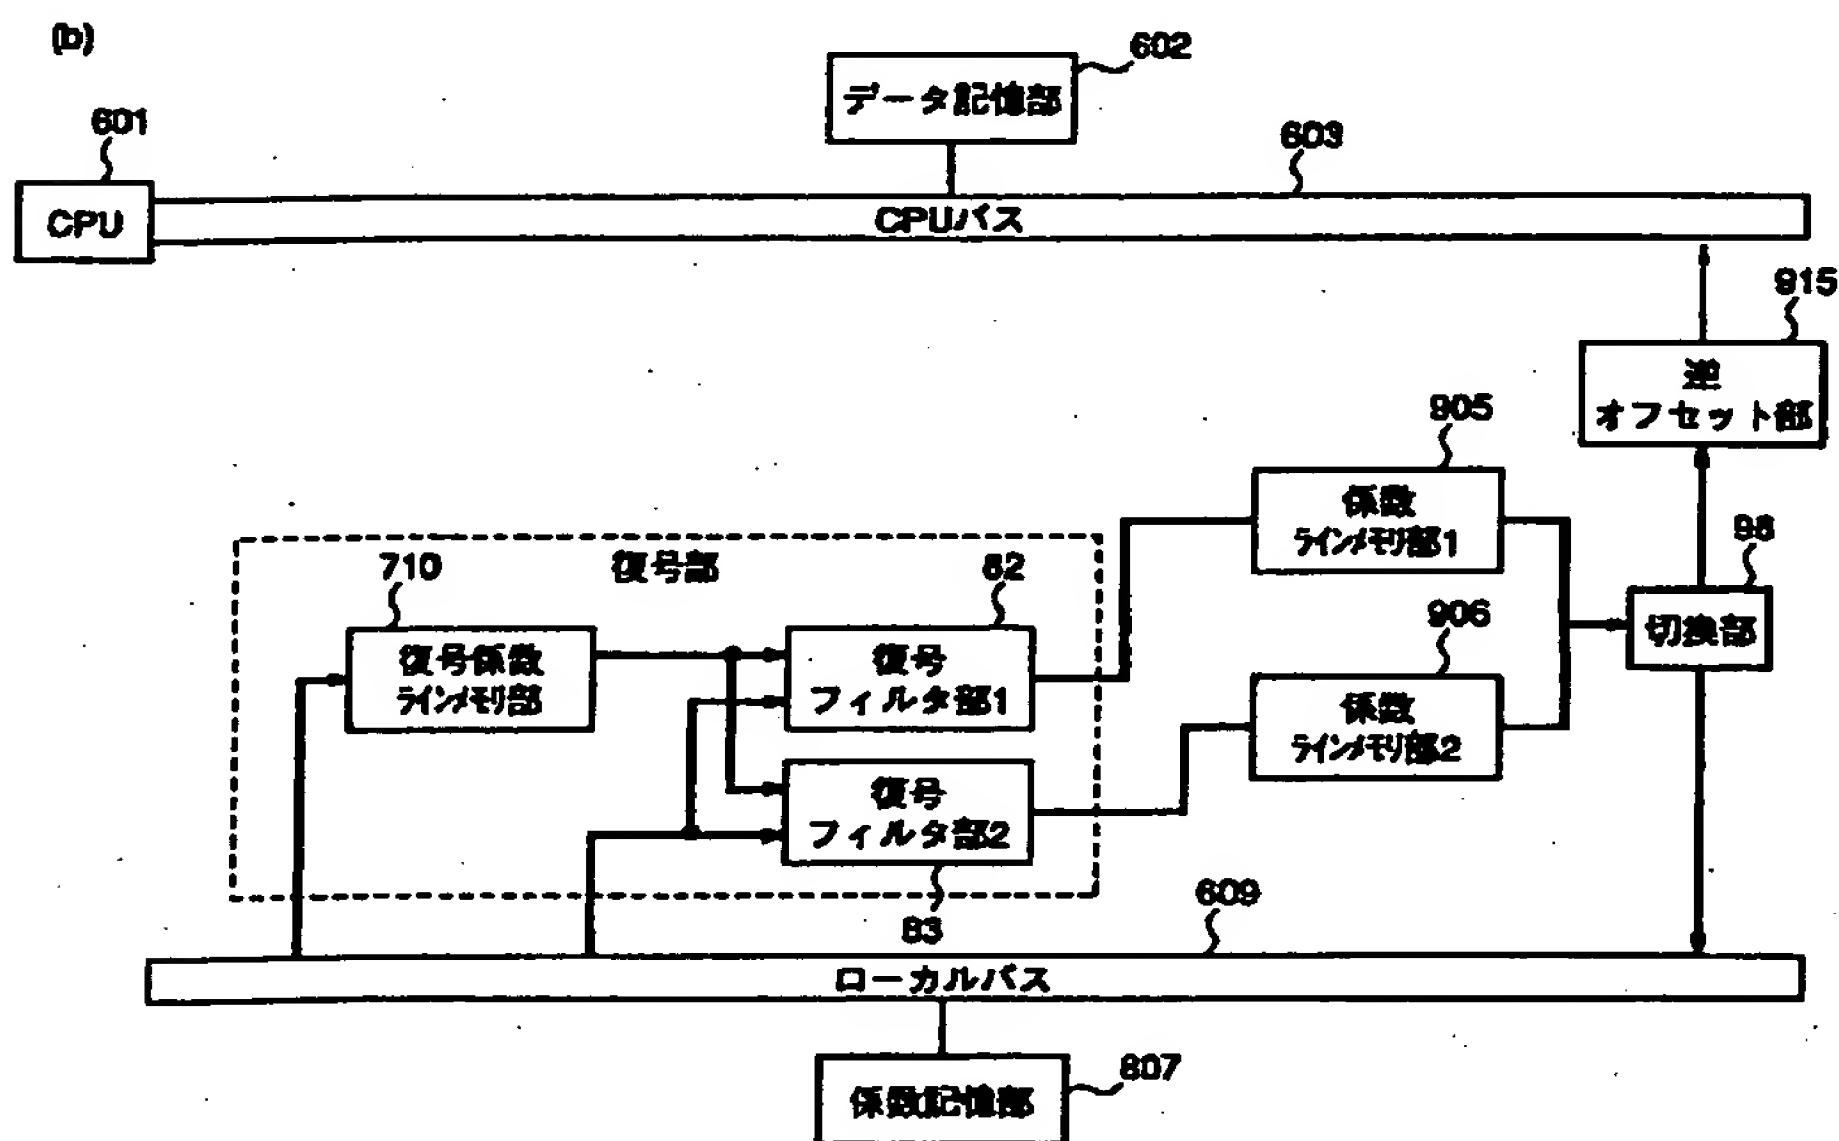 (b)
602
データ記憶部
601
603
CPU
CPUバス
915
逆
オフセット部
905
係数
ラインメモリ部1
98
切換部
710
復号部
82
復号係数
ラインメモリ部
復号
フィルタ部1
906
係数
ラインメモリ部2
復号
フィルタ部2
83
609
ローカルバス
807
係数記憶部